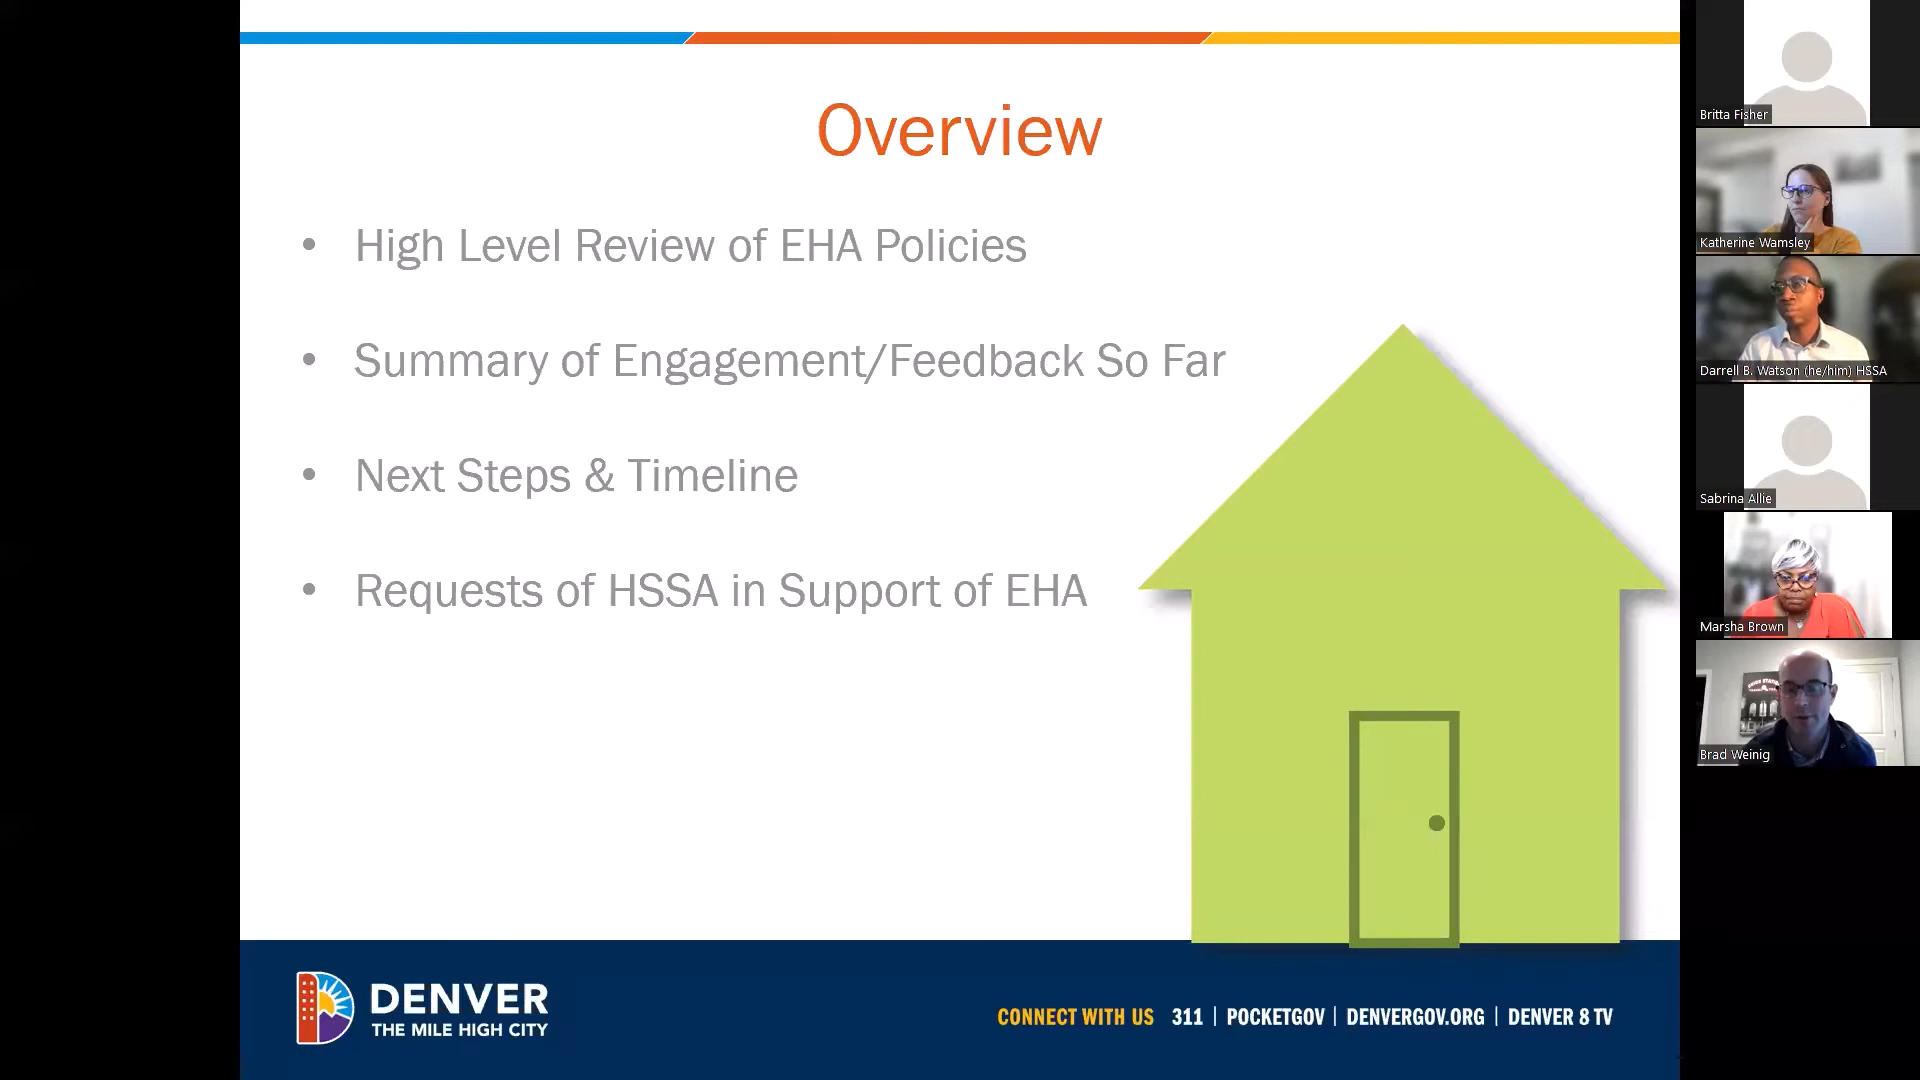 Overview
• High Level Review of EHA Policies
• Summary of Engagement/Feedback So Far
• Next Steps & Timeline
• Requests of HSSA in Support of EHA
DENVER
THE MILE HIGH CITY
CONNECT WITH US 311 | POCKETGOV | DENVERGOV.ORG | DENVER 8 TV
Britta Fisher
Katherine Wamsley
Darrell B. Watson (he/him) HSSA
Sabrina Allie
Marsha Brown
UNION STATION
Brad Weinig